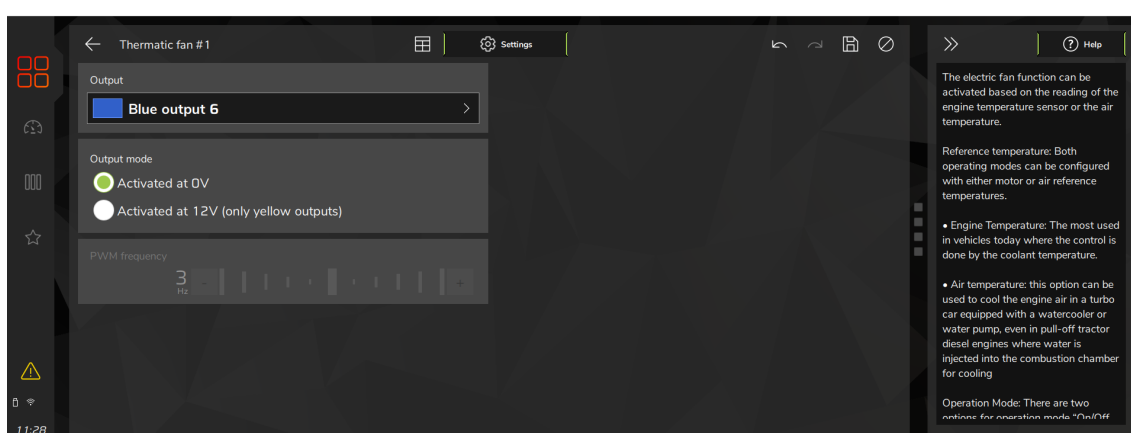 Thermatic fan #1
Settings
Help
Output
Blue output 6
Output mode
Activated at 0V
Activated at 12V (only yellow outputs)
PWM frequency
3
Hz
-
+
11:28
The electric fan function can be
activated based on the reading of the
engine temperature sensor or the air
temperature.
Reference temperature: Both
operating modes can be configured
with either motor or air reference
temperatures.
• Engine Temperature: The most used
in vehicles today where the control is
done by the coolant temperature.
• Air temperature: this option can be
used to cool the engine air in a turbo
car equipped with a watercooler or
water pump, even in pull-off tractor
diesel engines where water is
injected into the combustion chamber
for cooling
Operation Mode: There are two
options for operation mode "On/Off